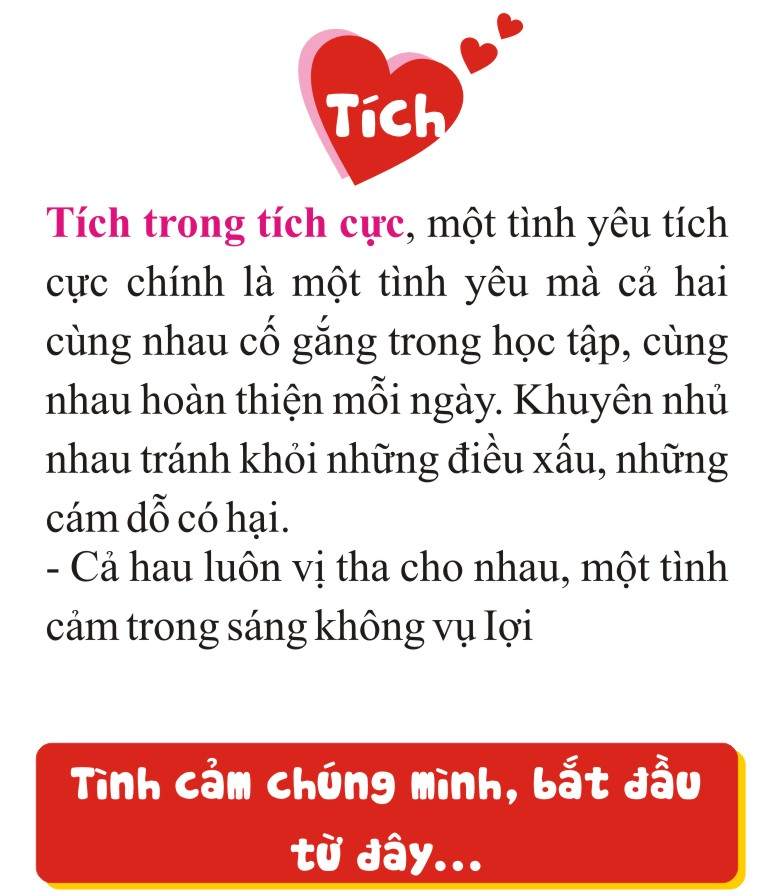 Tích
Tích trong tích cực, một tình yêu tích
cực chính là một tình yêu mà cả hai
cùng nhau cố gắng trong học tập, cùng
nhau hoàn thiện mỗi ngày. Khuyên nhủ
nhau tránh khỏi những điều xấu, những
cám dỗ có hại.
- Cả hau luôn vị tha cho nhau, một tình
cảm trong sáng không vụ Iợi
Tình cảm chúng mình, bắt đầu
từ đây...